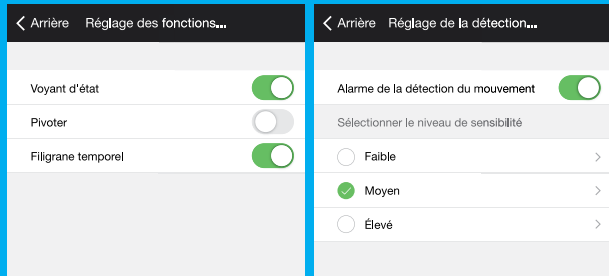 Arrière Réglage des fonctions...
Voyant d'état
Pivoter
Filigrane temporel
Arrière Réglage de la détection...
Alarme de la détection du mouvement
Sélectionner le niveau de sensibilité
Faible
Moyen
Élevé